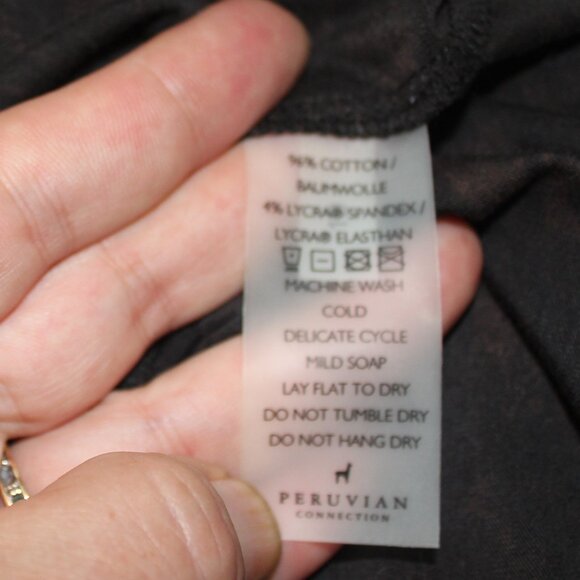 96% COTTON /
BAUMWOLLE
4% LYCRA® SPANDEX /
LYCRA® ELASTHAN
MACHINE WASH
COLD
DELICATE CYCLE
MILD SOAP
LAY FLAT TO DRY
DO NOT TUMBLE DRY
DO NOT HANG DRY
PERUVIAN
CONNECTION